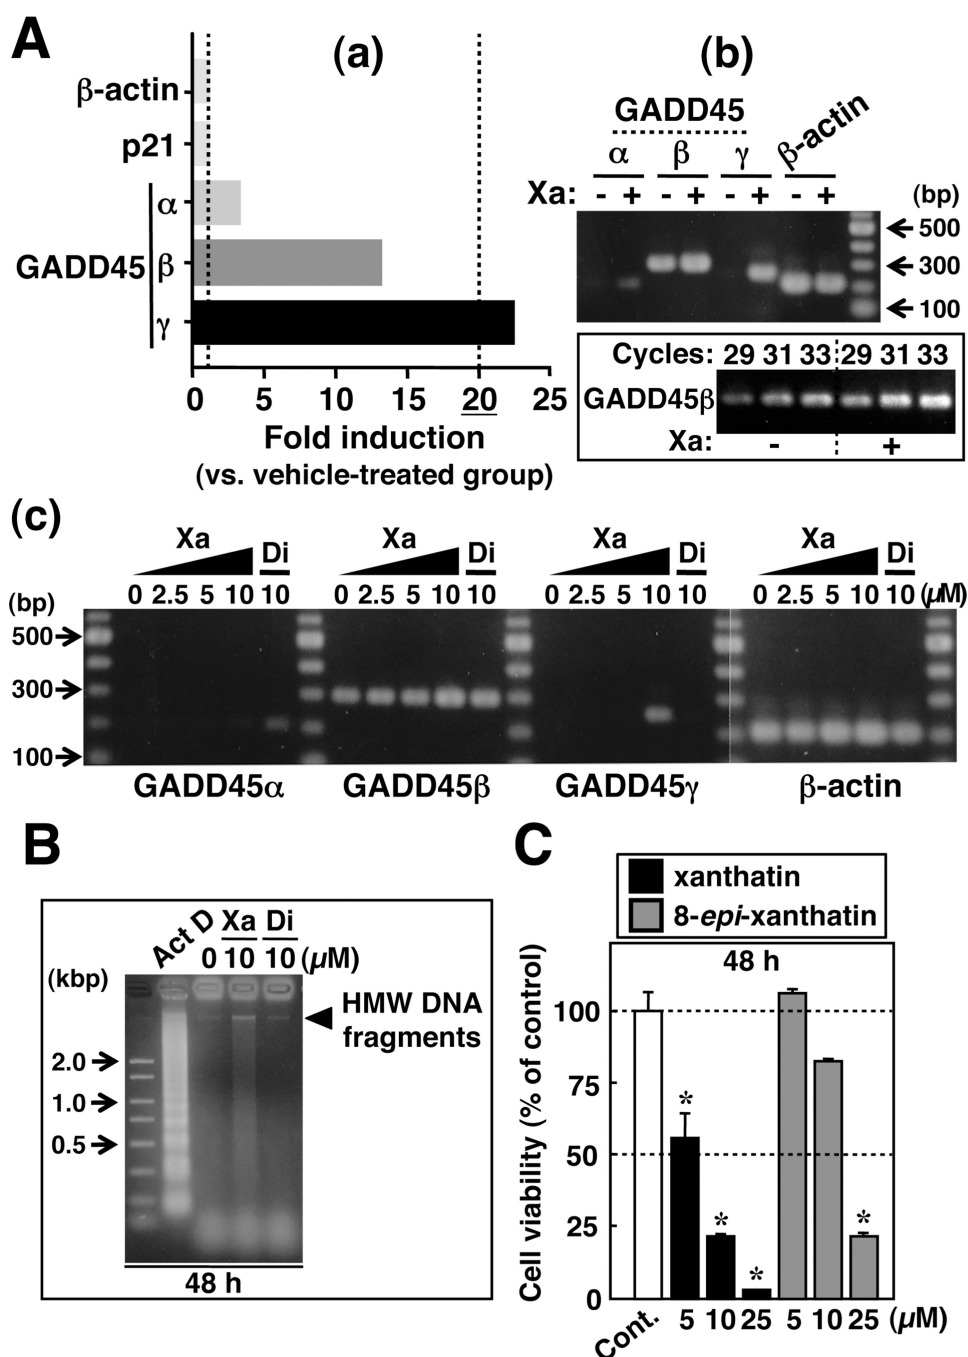 A
(a)
β-actin
p21
α
GADD45
β
γ
0 5 10 15 20 25
Fold induction
(vs. vehicle-treated group)
(b)
GADD45
α β γ β-actin
Xa: - + - + - + - + (bp)
500
300
100
Cycles: 29 31 33 29 31 33
GADD45β
Xa: - +
(c)
Xa Di Xa Di Xa Di Xa Di
(bp) 0 2.5 5 10 10 0 2.5 5 10 10 0 2.5 5 10 10 0 2.5 5 10 10 (μM)
500
300
100
GADD45α GADD45β GADD45γ β-actin
B
Act D Xa Di
(kbp) 0 10 10 (μM)
HMW DNA
fragments
2.0
1.0
0.5
48 h
C
xanthatin
8-epi-xanthatin
48 h
Cell viability (% of control)
100
75
50
25
0
* * * *
Cont. 5 10 25 5 10 25 (μM)